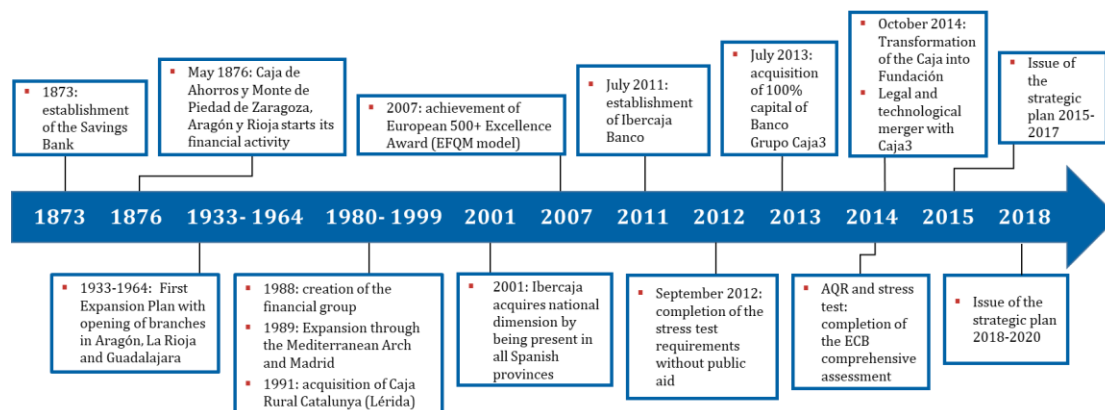 1873:
establishment
of the Savings
Bank
May 1876: Caja de
Ahorros y Monte de
Piedad de Zaragoza,
Aragón y Rioja starts its
financial activity
2007: achievement of
European 500+ Excellence
Award (EFQM model)
July 2011:
establishment
of Ibercaja
Banco
July 2013:
acquisition
of 100%
capital of
Banco
Grupo Caja3
October 2014:
Transformation
of the Caja into
Fundación
Legal and
technological
merger with
Caja3
Issue of
the
strategic
plan 2015-
2017
1873 1876 1933- 1964 1980- 1999 2001 2007 2011 2012 2013 2014 2015 2018
1933-1964: First
Expansion Plan with
opening of branches
in Aragón, La Rioja
and Guadalajara
1988: creation of the
financial group
1989: Expansion through
the Mediterranean Arch
and Madrid
1991: acquisition of Caja
Rural Catalunya (Lérida)
2001: Ibercaja
acquires national
dimension by
being present in
all Spanish
provinces
September 2012:
completion of the
stress test
requirements
without public
aid
AQR and stress
test:
completion of
the ECB
comprehensive
assessment
Issue of the
strategic plan
2018-2020